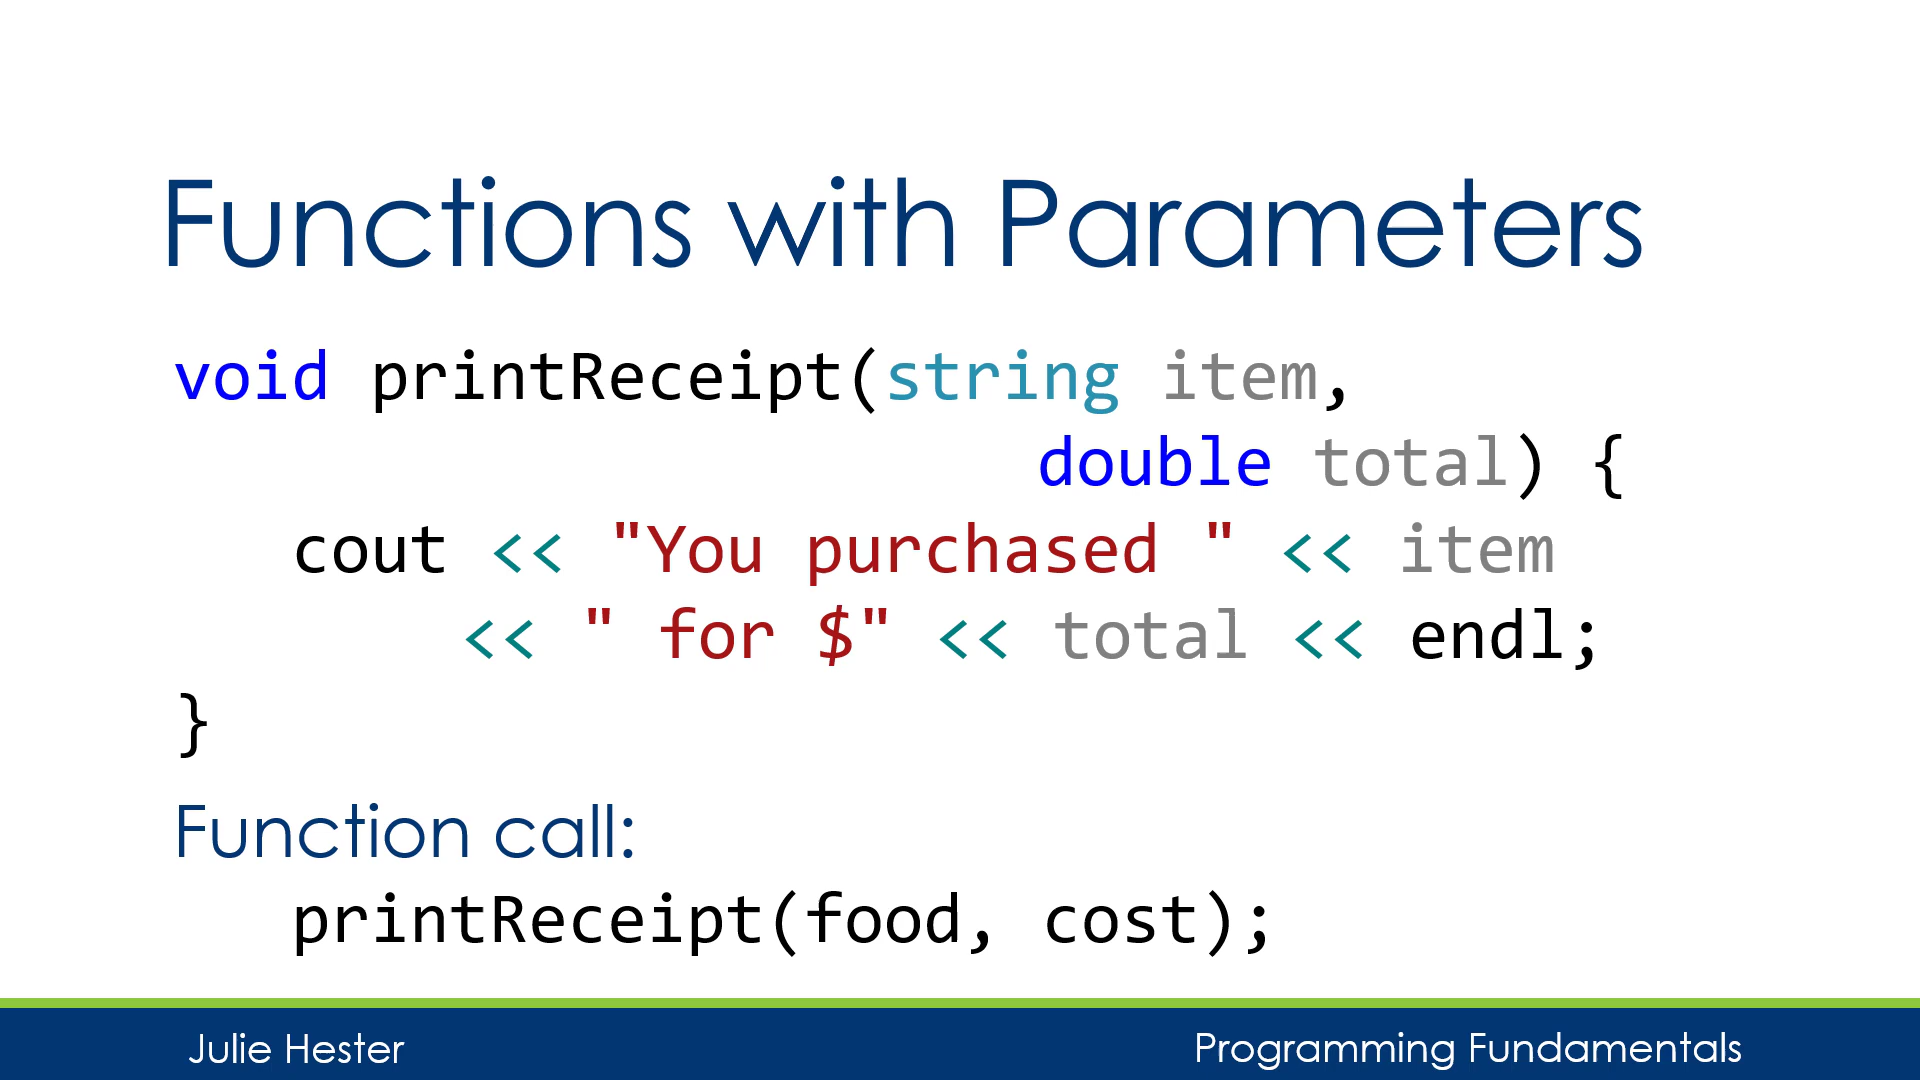 Functions with Parameters
void printReceipt(string item,
double total) {
cout << "You purchased " << item
<< " for $" << total << endl;
}
Function call:
printReceipt(food, cost);
Julie Hester
Programming Fundamentals